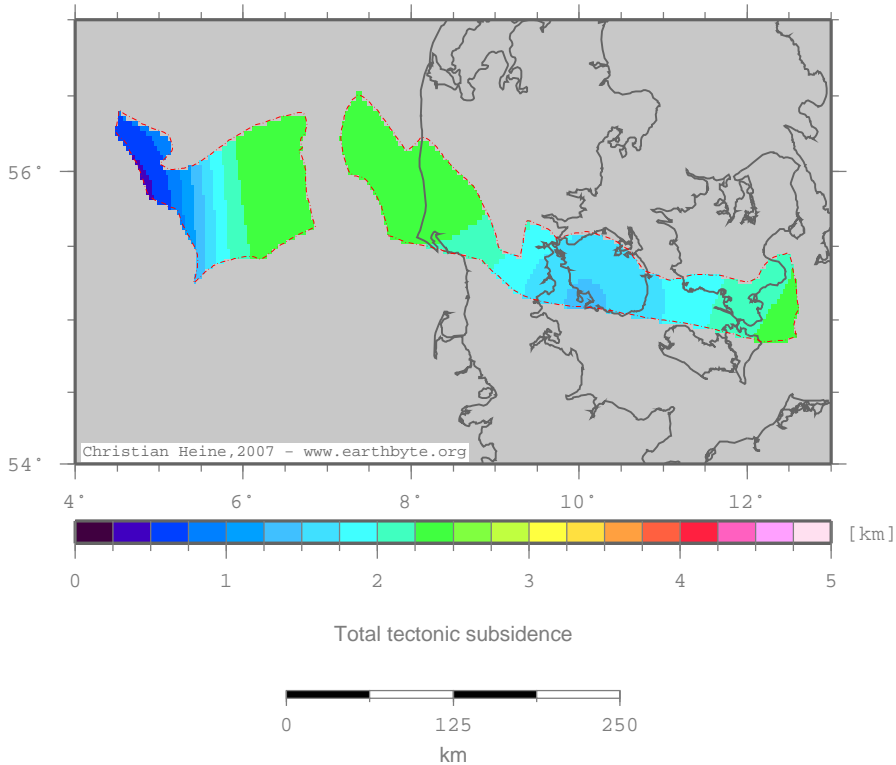 56°
54°
Christian Heine,2007 - www.earthbyte.org
4° 6° 8° 10° 12°
[km]
0 1 2 3 4 5
Total tectonic subsidence
0 125 250
km